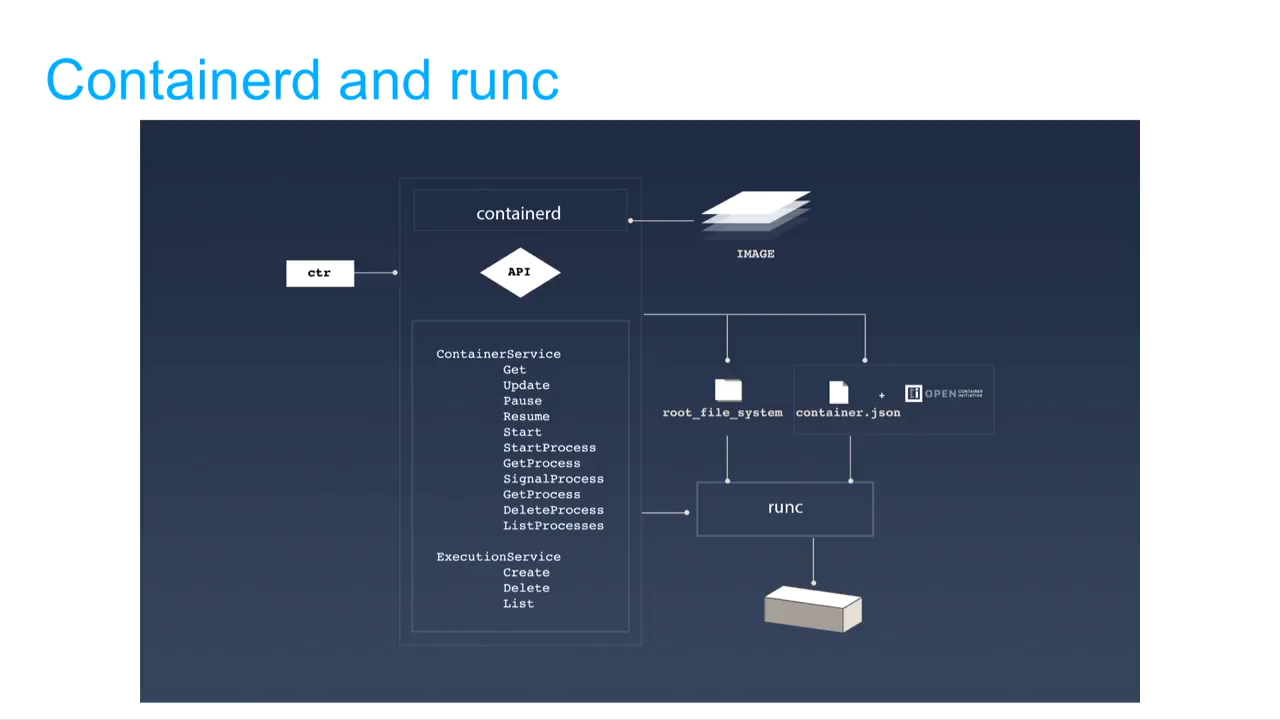 Containerd and runc
containerd
IMAGE
ctr
API
ContainerService
Get
Update
Pause
Resume
Start
StartProcess
GetProcess
SignalProcess
GetProcess
DeleteProcess
ListProcesses
ExecutionService
Create
Delete
List
root_file_system
container.json
+
OPEN CONTAINER INITIATIVE
runc